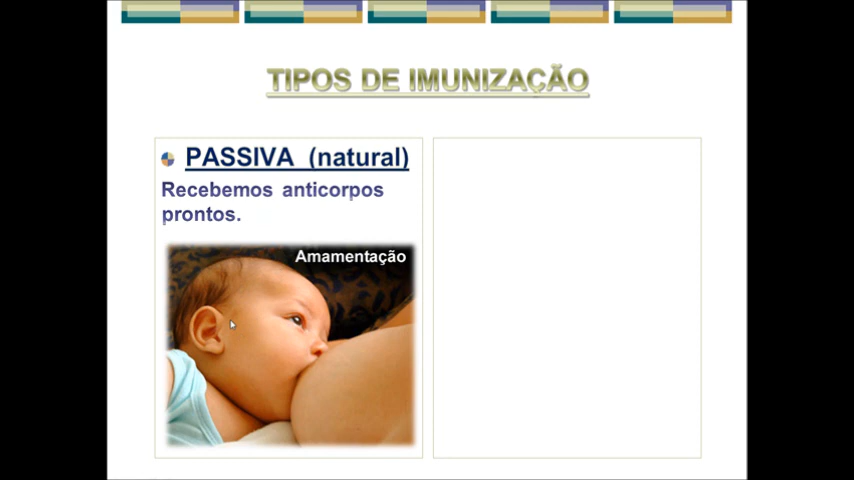 TIPOS DE IMUNIZAÇÃO
PASSIVA (natural)
Recebemos anticorpos
prontos.
Amamentação